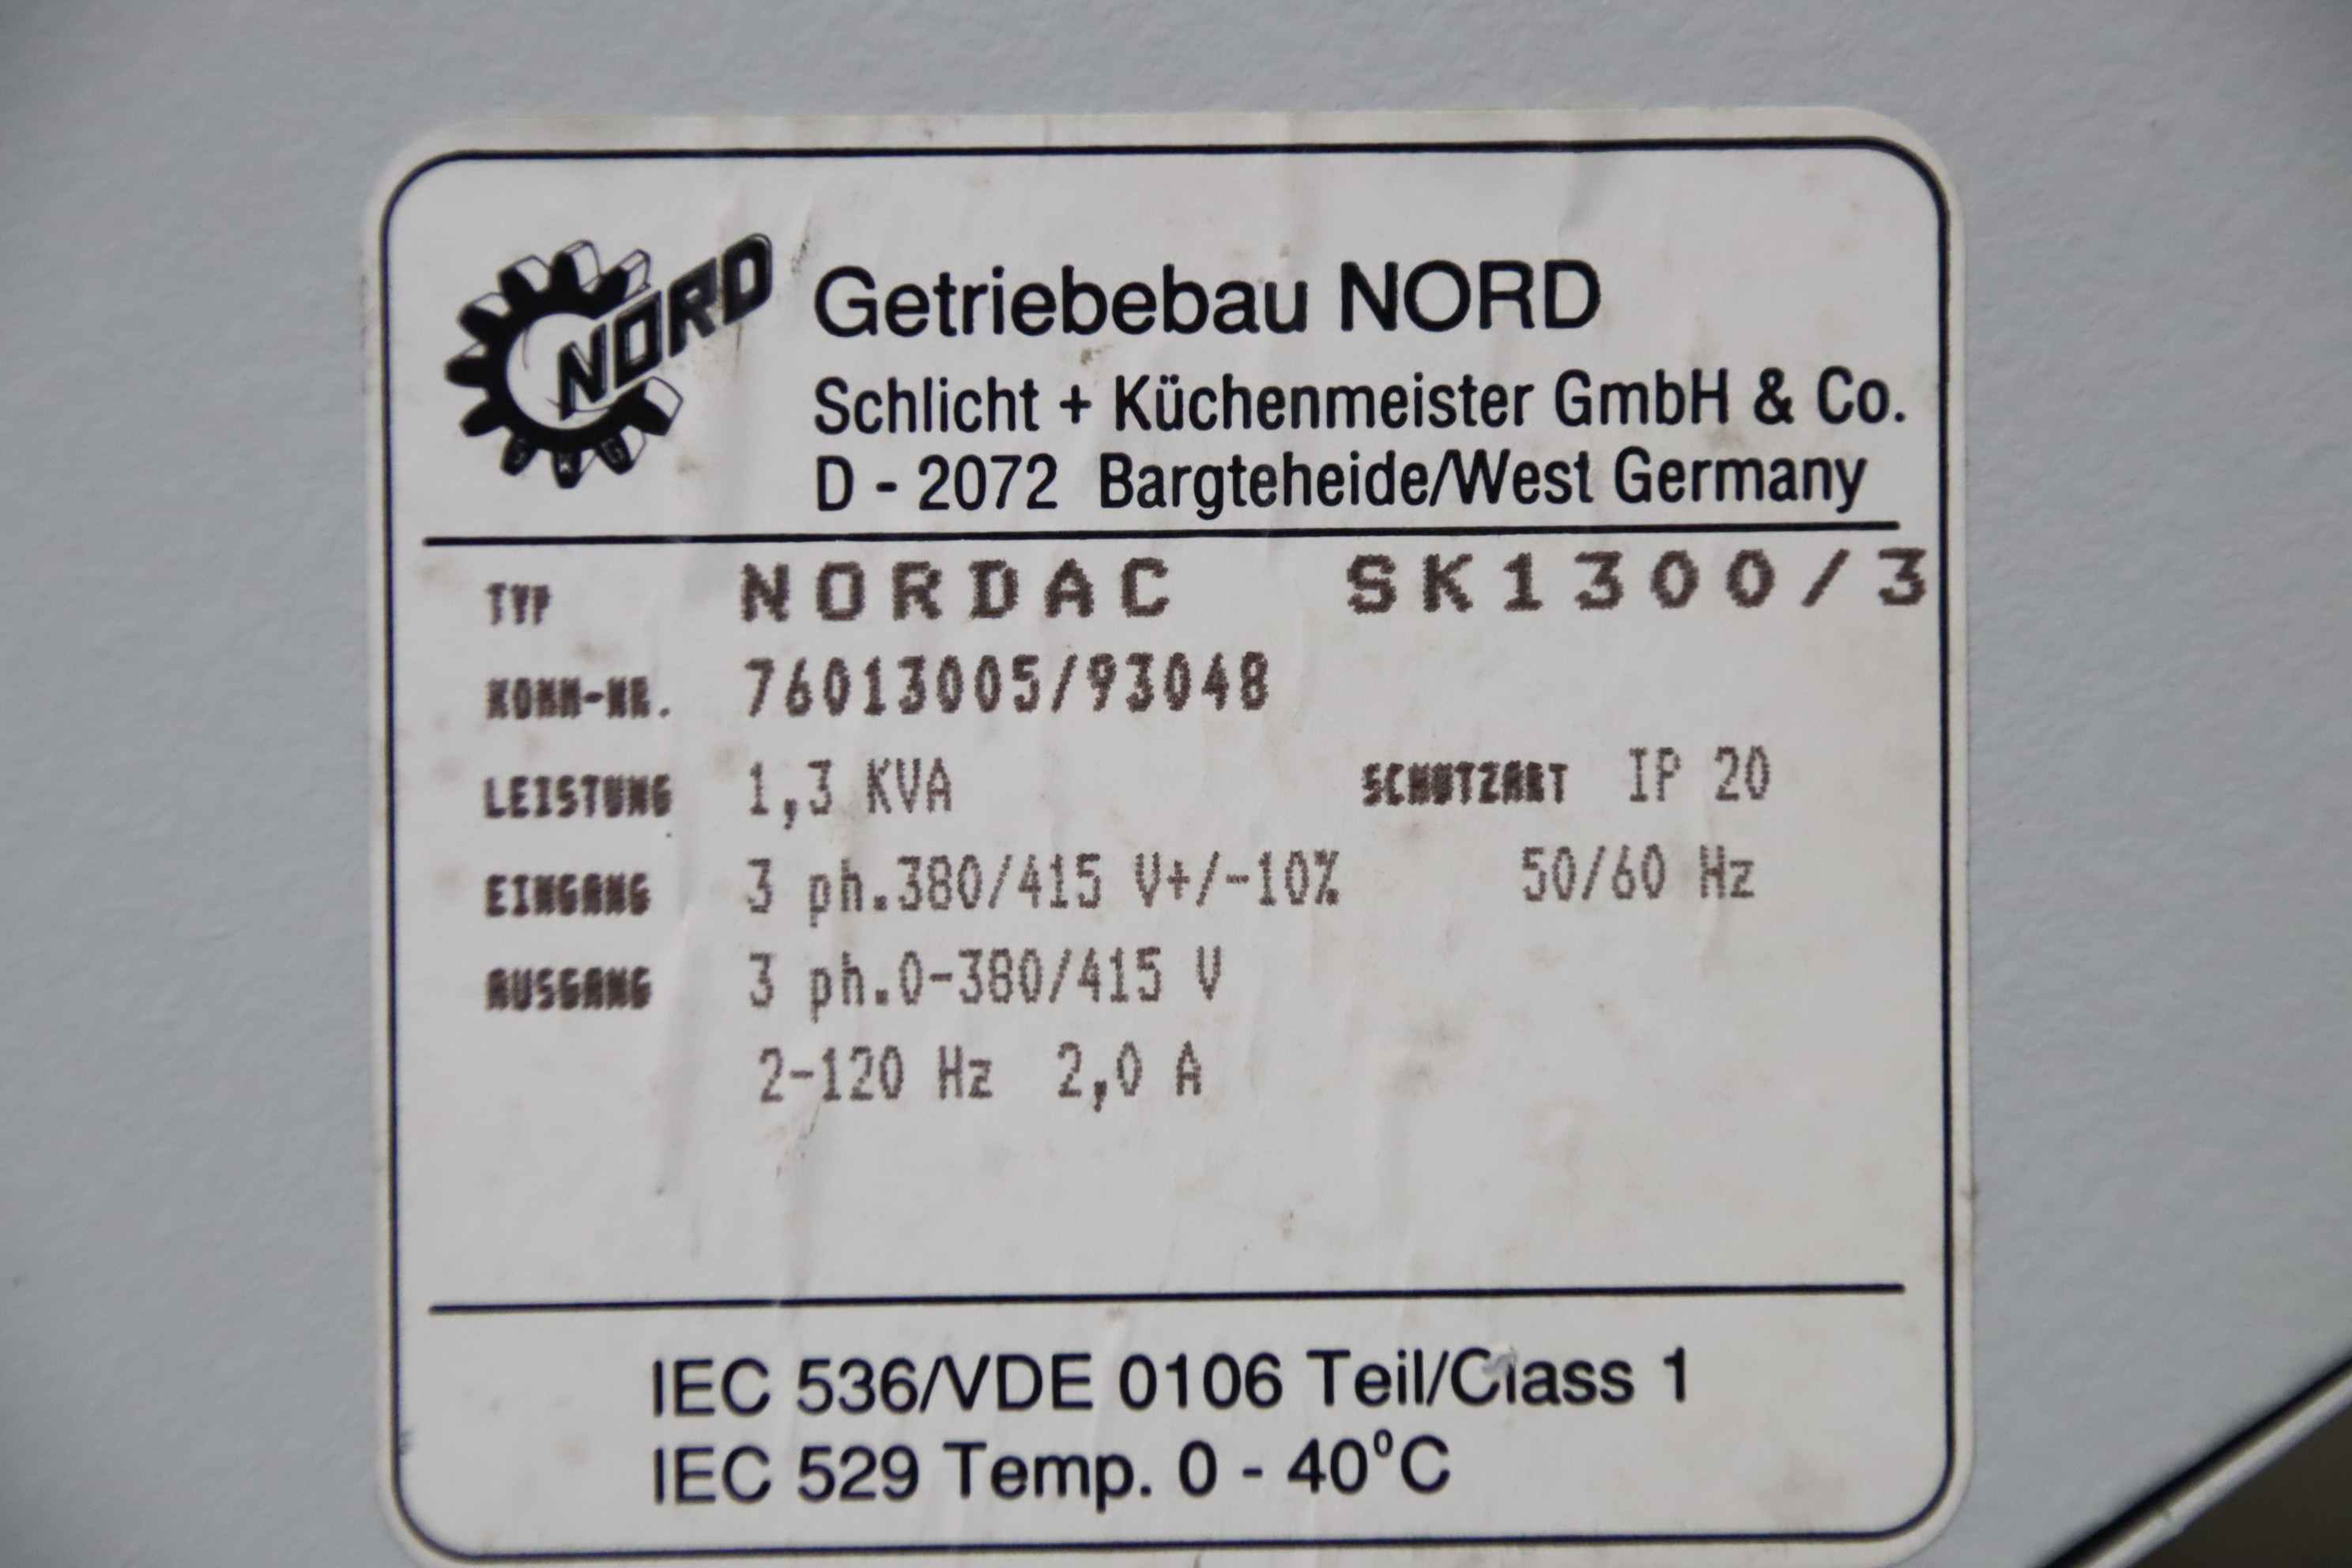 NORD
Getriebebau NORD
Schlicht + Küchenmeister GmbH & Co.
D - 2072 Bargteheide/West Germany
TYP NORDAC SK1300/3
KOMM-NR. 76013005/93048
LEISTUNG 1,3 KVA SCHUTZART IP 20
EINGANG 3 ph.380/415 V+/-10% 50/60 Hz
AUSGANG 3 ph.0-380/415 V
2-120 Hz 2,0 A
IEC 536/VDE 0106 Teil/Class 1
IEC 529 Temp. 0 - 40°C